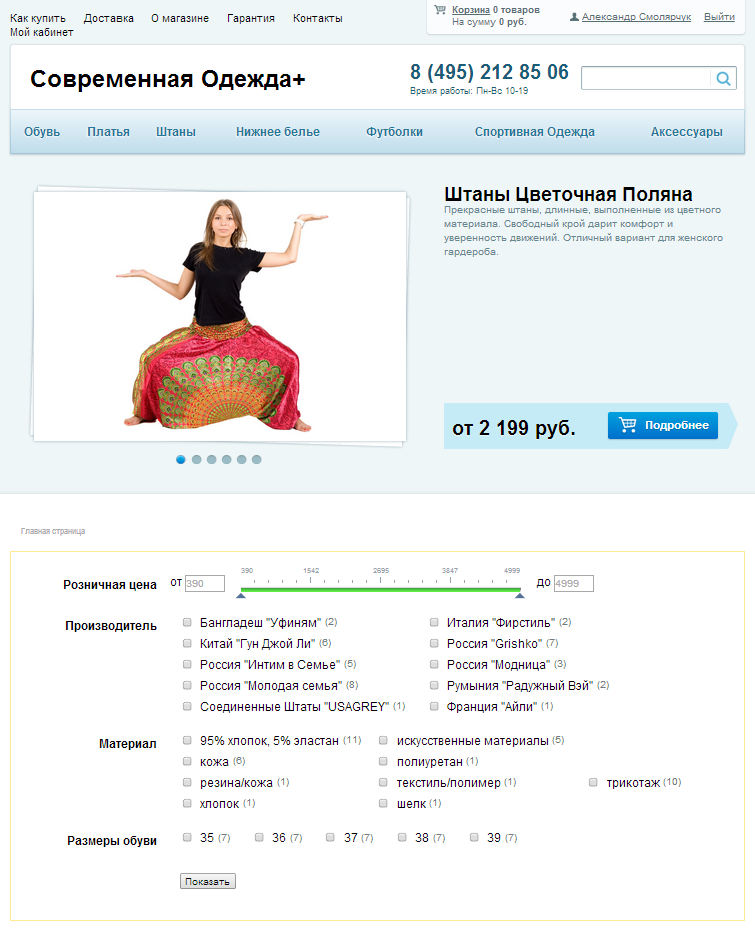 Как купить Доставка О магазине Гарантия Контакты
Мой кабинет
Корзина 0 товаров
На сумму 0 руб.
Александр Смолярчук Выйти
Современная Одежда+
8 (495) 212 85 06
Время работы: Пн-Вс 10-19
Обувь Платья Штаны Нижнее белье Футболки Спортивная Одежда Аксессуары
Штаны Цветочная Поляна
Прекрасные штаны, длинные, выполненные из цветного
материала. Свободный крой дарит комфорт и
уверенность движений. Отличный вариант для женского
гардероба.
от 2 199 руб. Подробнее
Главная страница
390 1542 2695 3847 4999
Розничная цена от 390 до 4999
Производитель Бангладеш "Уфиням" (2) Италия "Фирстиль" (2)
Китай "Гун Джой Ли" (6) Россия "Grishko" (7)
Россия "Интим в Семье" (5) Россия "Модница" (3)
Россия "Молодая семья" (8) Румыния "Радужный Вэй" (2)
Соединенные Штаты "USAGREY" (1) Франция "Айли" (1)
Материал 95% хлопок, 5% эластан (11) искусственные материалы (5)
кожа (6) полиуретан (1)
резина/кожа (1) текстиль/полимер (1) трикотаж (10)
хлопок (1) шелк (1)
Размеры обуви 35 (7) 36 (7) 37 (7) 38 (7) 39 (7)
Показать